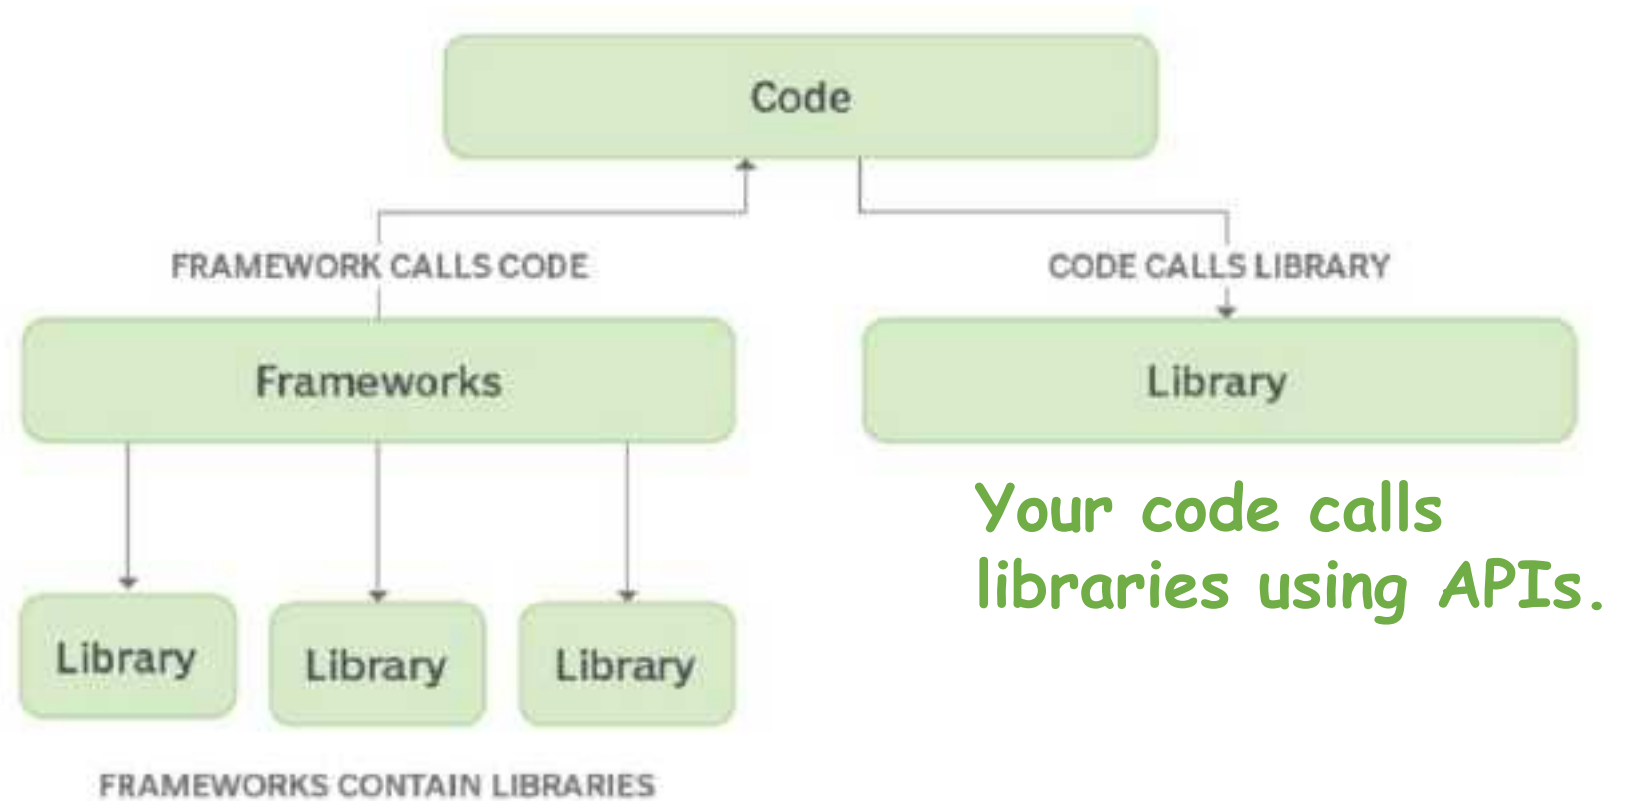 Code
FRAMEWORK CALLS CODE
CODE CALLS LIBRARY
Frameworks
Library
Your code calls
libraries using APIs.
Library
Library
Library
FRAMEWORKS CONTAIN LIBRARIES